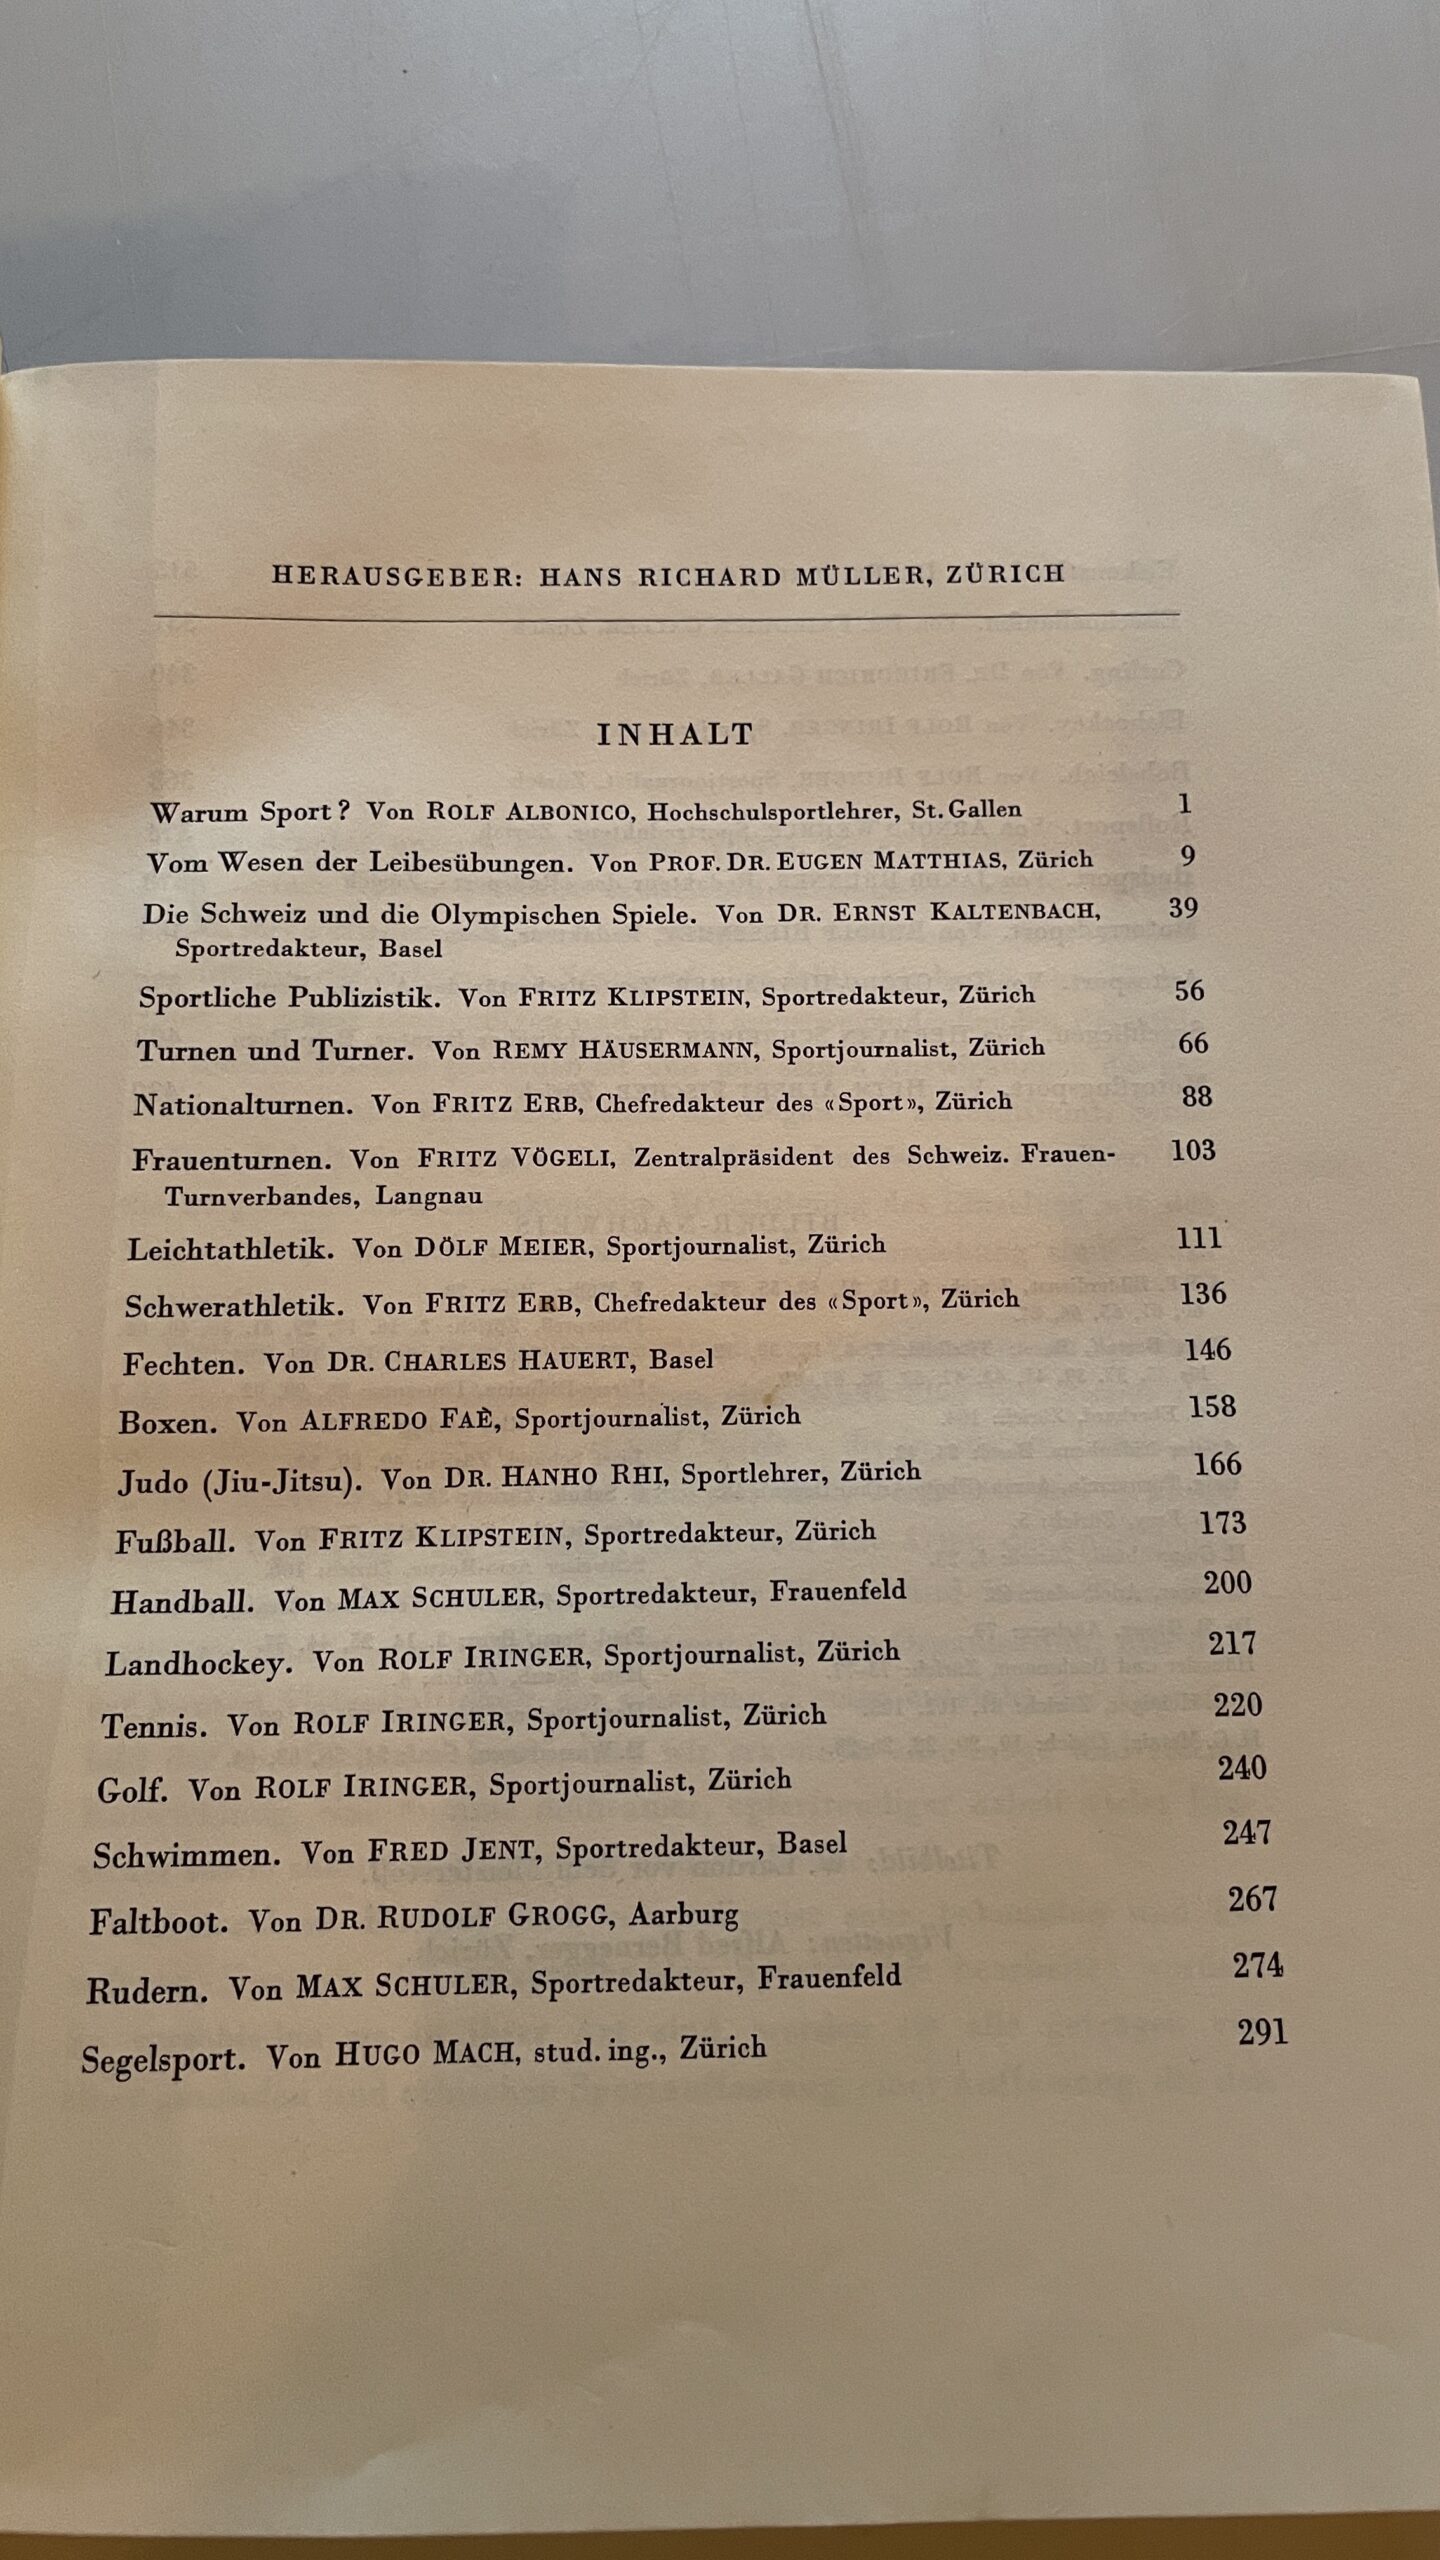 HERAUSGEBER: HANS RICHARD MÜLLER, ZÜRICH
INHALT
Warum Sport? Von ROLF ALBONICO, Hochschulsportlehrer, St. Gallen 1
Vom Wesen der Leibesübungen. Von PROF. DR. EUGEN MATTHIAS, Zürich 9
Die Schweiz und die Olympischen Spiele. Von DR. ERNST KALTENBACH, 39
Sportredakteur, Basel
Sportliche Publizistik. Von FRITZ KLIPSTEIN, Sportredakteur, Zürich 56
Turnen und Turner. Von REMY HÄUSERMANN, Sportjournalist, Zürich 66
Nationalturnen. Von FRITZ ERB, Chefredakteur des «Sport», Zürich 88
Frauenturnen. Von FRITZ VÖGELI, Zentralpräsident des Schweiz. Frauen- 103
Turnverbandes, Langnau
Leichtathletik. Von DÖLF MEIER, Sportjournalist, Zürich 111
Schwerathletik. Von FRITZ ERB, Chefredakteur des «Sport», Zürich 136
Fechten. Von DR. CHARLES HAUERT, Basel 146
Boxen. Von ALFREDO FAÈ, Sportjournalist, Zürich 158
Judo (Jiu-Jitsu). Von DR. HANHO RHI, Sportlehrer, Zürich 166
Fußball. Von FRITZ KLIPSTEIN, Sportredakteur, Zürich 173
Handball. Von MAX SCHULER, Sportredakteur, Frauenfeld 200
Landhockey. Von ROLF IRINGER, Sportjournalist, Zürich 217
Tennis. Von ROLF IRINGER, Sportjournalist, Zürich 220
Golf. Von ROLF IRINGER, Sportjournalist, Zürich 240
Schwimmen. Von FRED JENT, Sportredakteur, Basel 247
Faltboot. Von DR. RUDOLF GROGG, Aarburg 267
Rudern. Von MAX SCHULER, Sportredakteur, Frauenfeld 274
Segelsport. Von HUGO MACH, stud. ing., Zürich 291